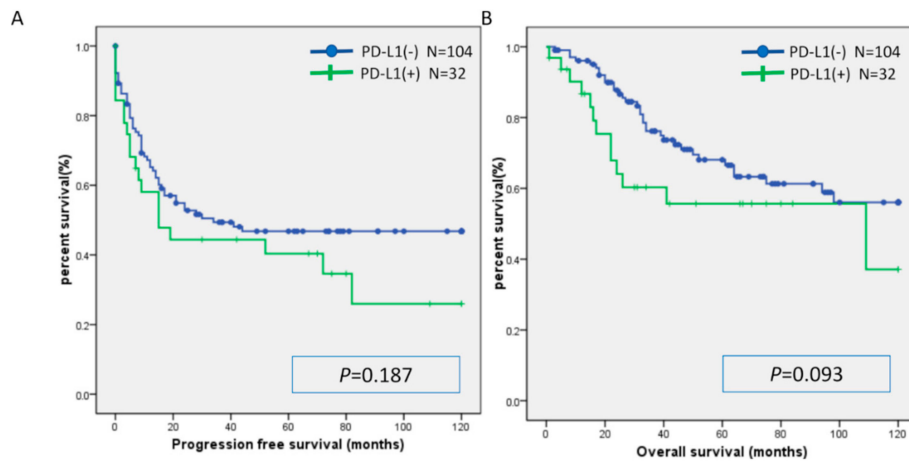 A
PD-L1(-) N=104
PD-L1(+) N=32
percent survival(%)
1.0
0.8
0.6
0.4
0.2
0.0
P=0.187
0 20 40 60 80 100 120
Progression free survival (months)
B
PD-L1(-) N=104
PD-L1(+) N=32
percent survival(%)
1.0
0.8
0.6
0.4
0.2
0.0
P=0.093
0 20 40 60 80 100 120
Overall survival (months)